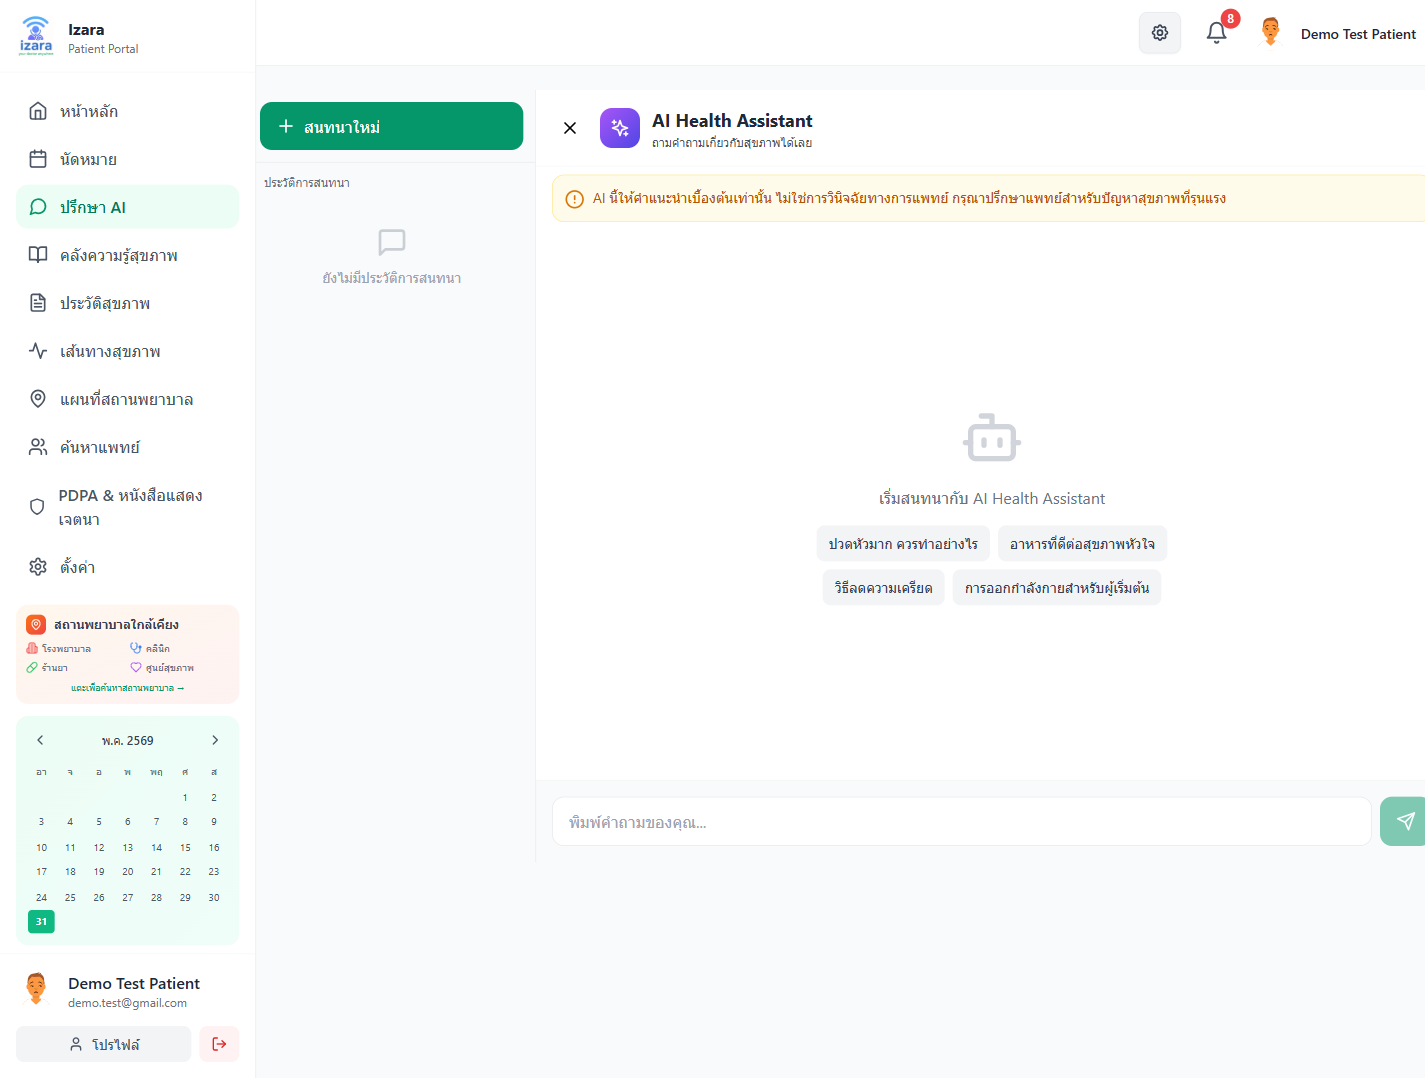 izara
Izara
Patient Portal
8
Demo Test Patient
หน้าหลัก
นัดหมาย
ปรึกษา AI
คลังความรู้สุขภาพ
ประวัติสุขภาพ
เส้นทางสุขภาพ
แผนที่สถานพยาบาล
ค้นหาแพทย์
PDPA & หนังสือแสดง
เจตนา
ตั้งค่า
สถานพยาบาลใกล้เคียง
โรงพยาบาล คลินิก
ร้านยา ศูนย์สุขภาพ
แตะเพื่อค้นหาสถานพยาบาล →
พ.ค. 2569
อา จ อ พ พฤ ศ ส
1 2
3 4 5 6 7 8 9
10 11 12 13 14 15 16
17 18 19 20 21 22 23
24 25 26 27 28 29 30
31
Demo Test Patient
demo.test@gmail.com
โปรไฟล์
สนทนาใหม่
ประวัติการสนทนา
ยังไม่มีประวัติการสนทนา
AI Health Assistant
ถามคำถามเกี่ยวกับสุขภาพได้เลย
AI นี้ให้คำแนะนำเบื้องต้นเท่านั้น ไม่ใช่การวินิจฉัยทางการแพทย์ กรุณาปรึกษาแพทย์สำหรับปัญหาสุขภาพที่รุนแรง
เริ่มสนทนากับ AI Health Assistant
ปวดหัวมาก ควรทำอย่างไร
อาหารที่ดีต่อสุขภาพหัวใจ
วิธีลดความเครียด
การออกกำลังกายสำหรับผู้เริ่มต้น
พิมพ์คำถามของคุณ...